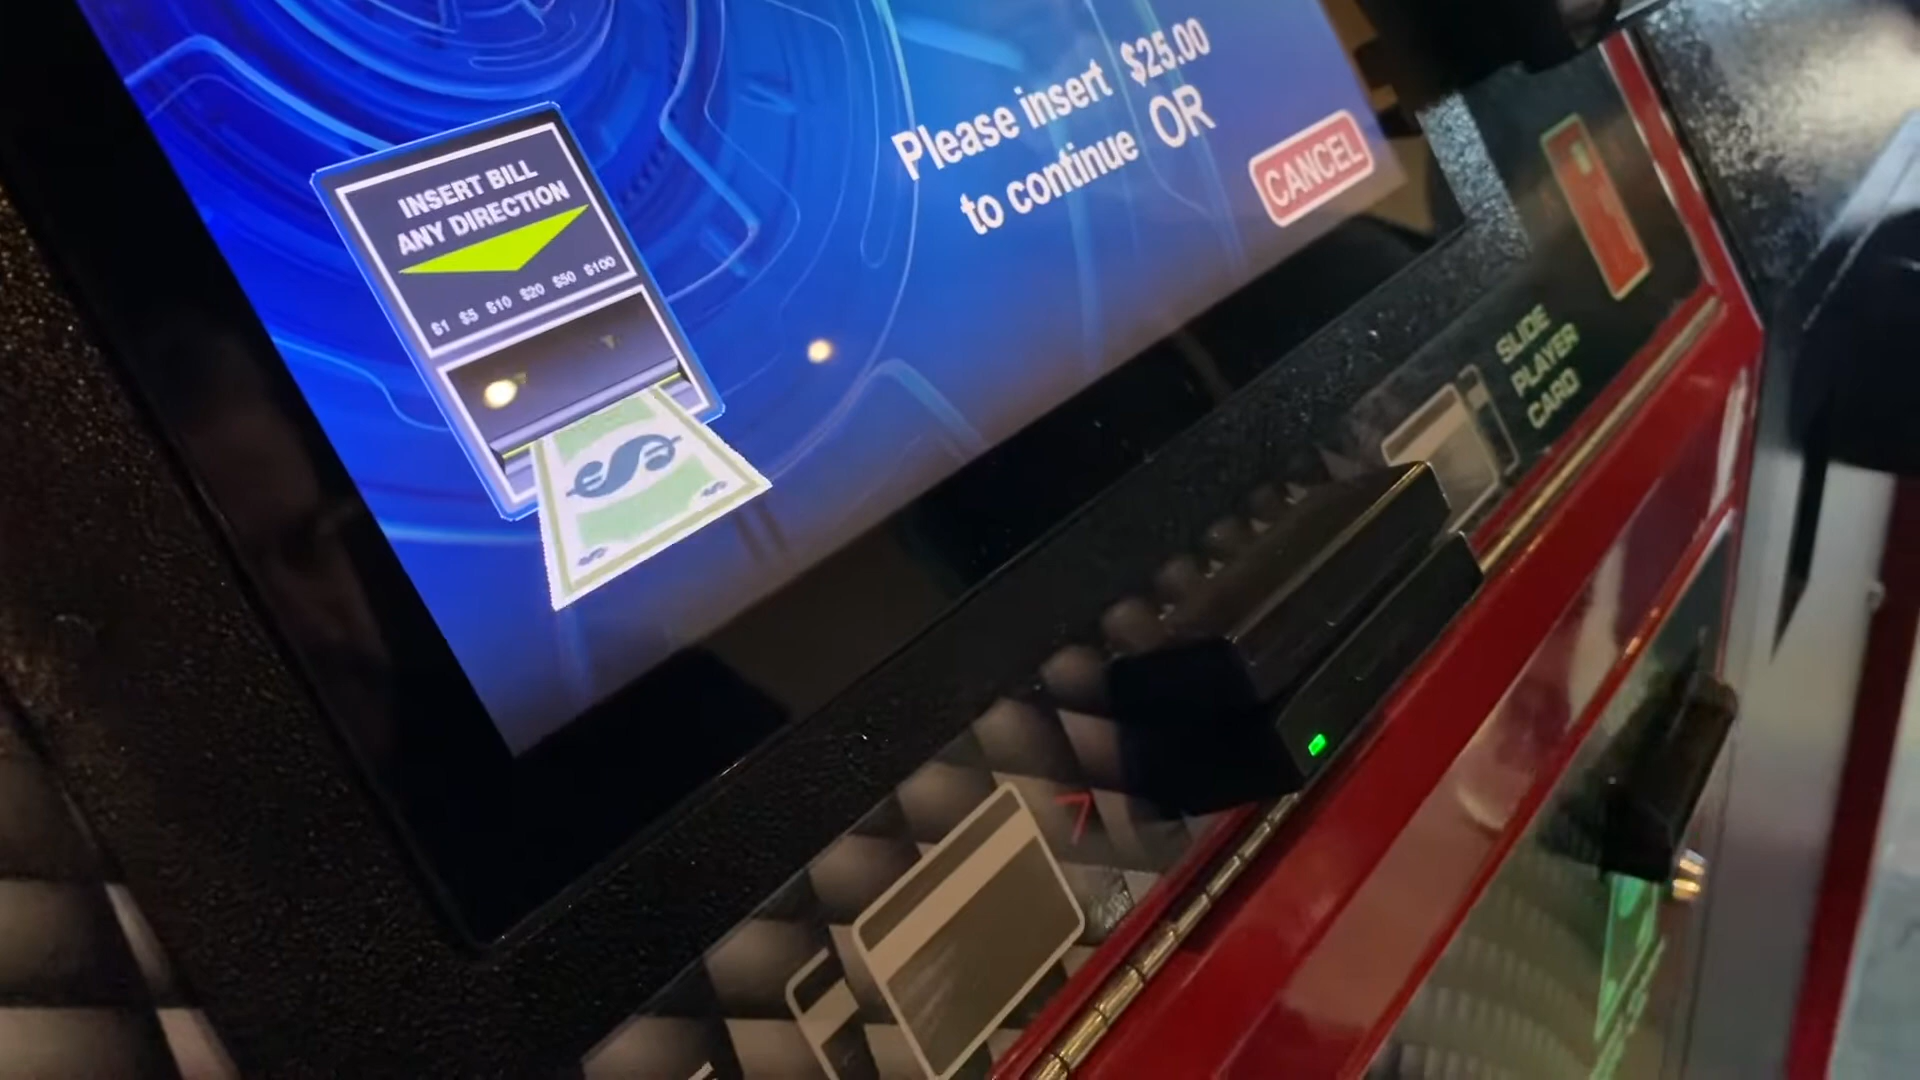 INSERT BILL
ANY DIRECTION
$1 $5 $10 $20 $50 $100
Please insert $25.00
to continue OR
CANCEL
SLIDE
PLAYER
CARD